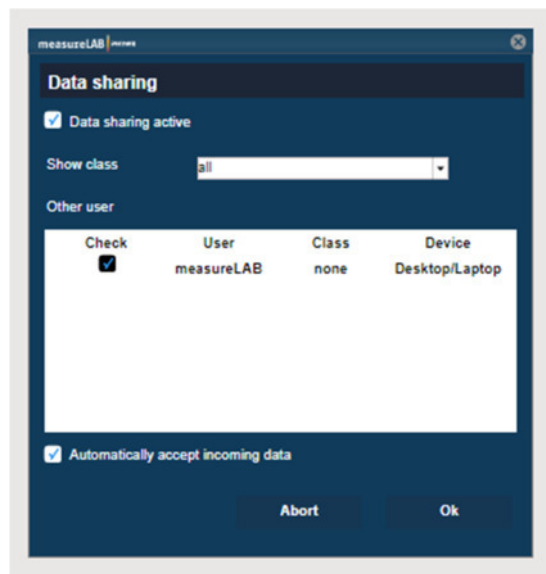 measureLAB
Data sharing
Data sharing active
Show class all
Other user
Check User Class Device
measureLAB none Desktop/Laptop
Automatically accept incoming data
Abort Ok